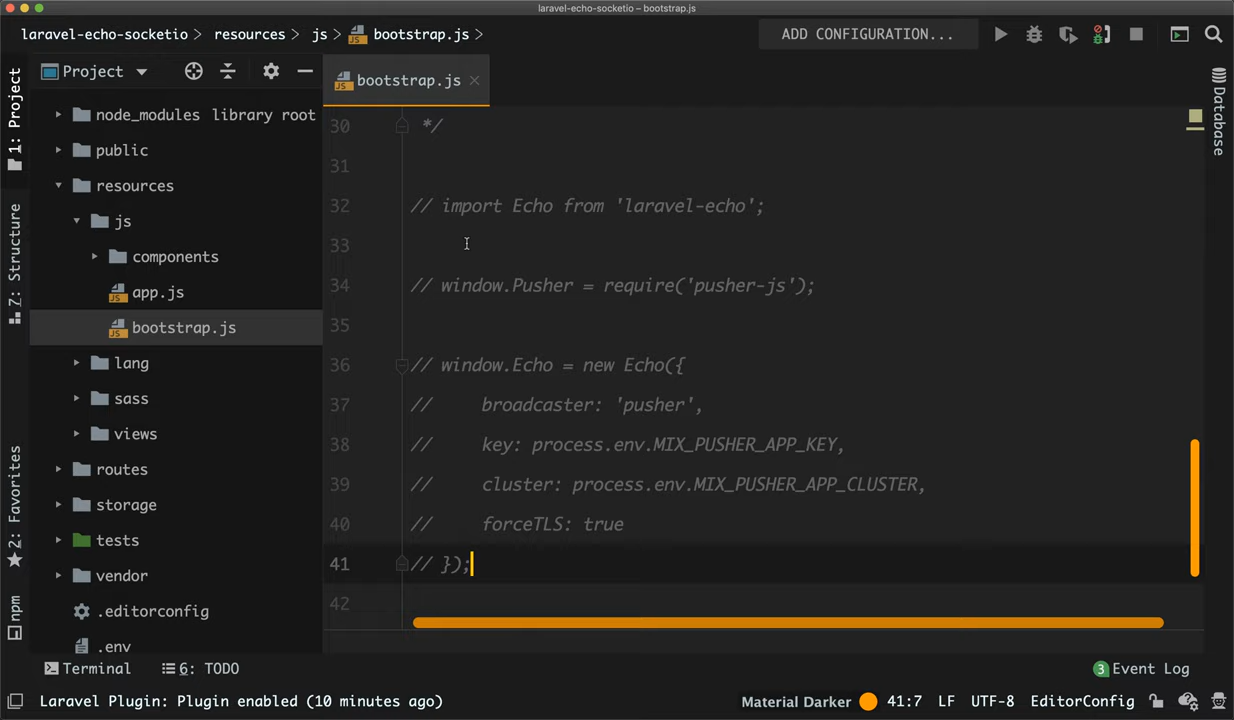 laravel-echo-socketio – bootstrap.js
laravel-echo-socketio > resources > js > bootstrap.js >
ADD CONFIGURATION...
Project
bootstrap.js
1: Project
Z: Structure
2: Favorites
npm
Database
node_modules library root
public
resources
js
components
app.js
bootstrap.js
lang
sass
views
routes
storage
tests
vendor
.editorconfig
.env
30 */
31
32 // import Echo from 'laravel-echo';
33
34 // window.Pusher = require('pusher-js');
35
36 // window.Echo = new Echo({
37 //     broadcaster: 'pusher',
38 //     key: process.env.MIX_PUSHER_APP_KEY,
39 //     cluster: process.env.MIX_PUSHER_APP_CLUSTER,
40 //     forceTLS: true
41 // });
42
Terminal
6: TODO
3 Event Log
Laravel Plugin: Plugin enabled (10 minutes ago)
Material Darker
41:7 LF UTF-8 EditorConfig